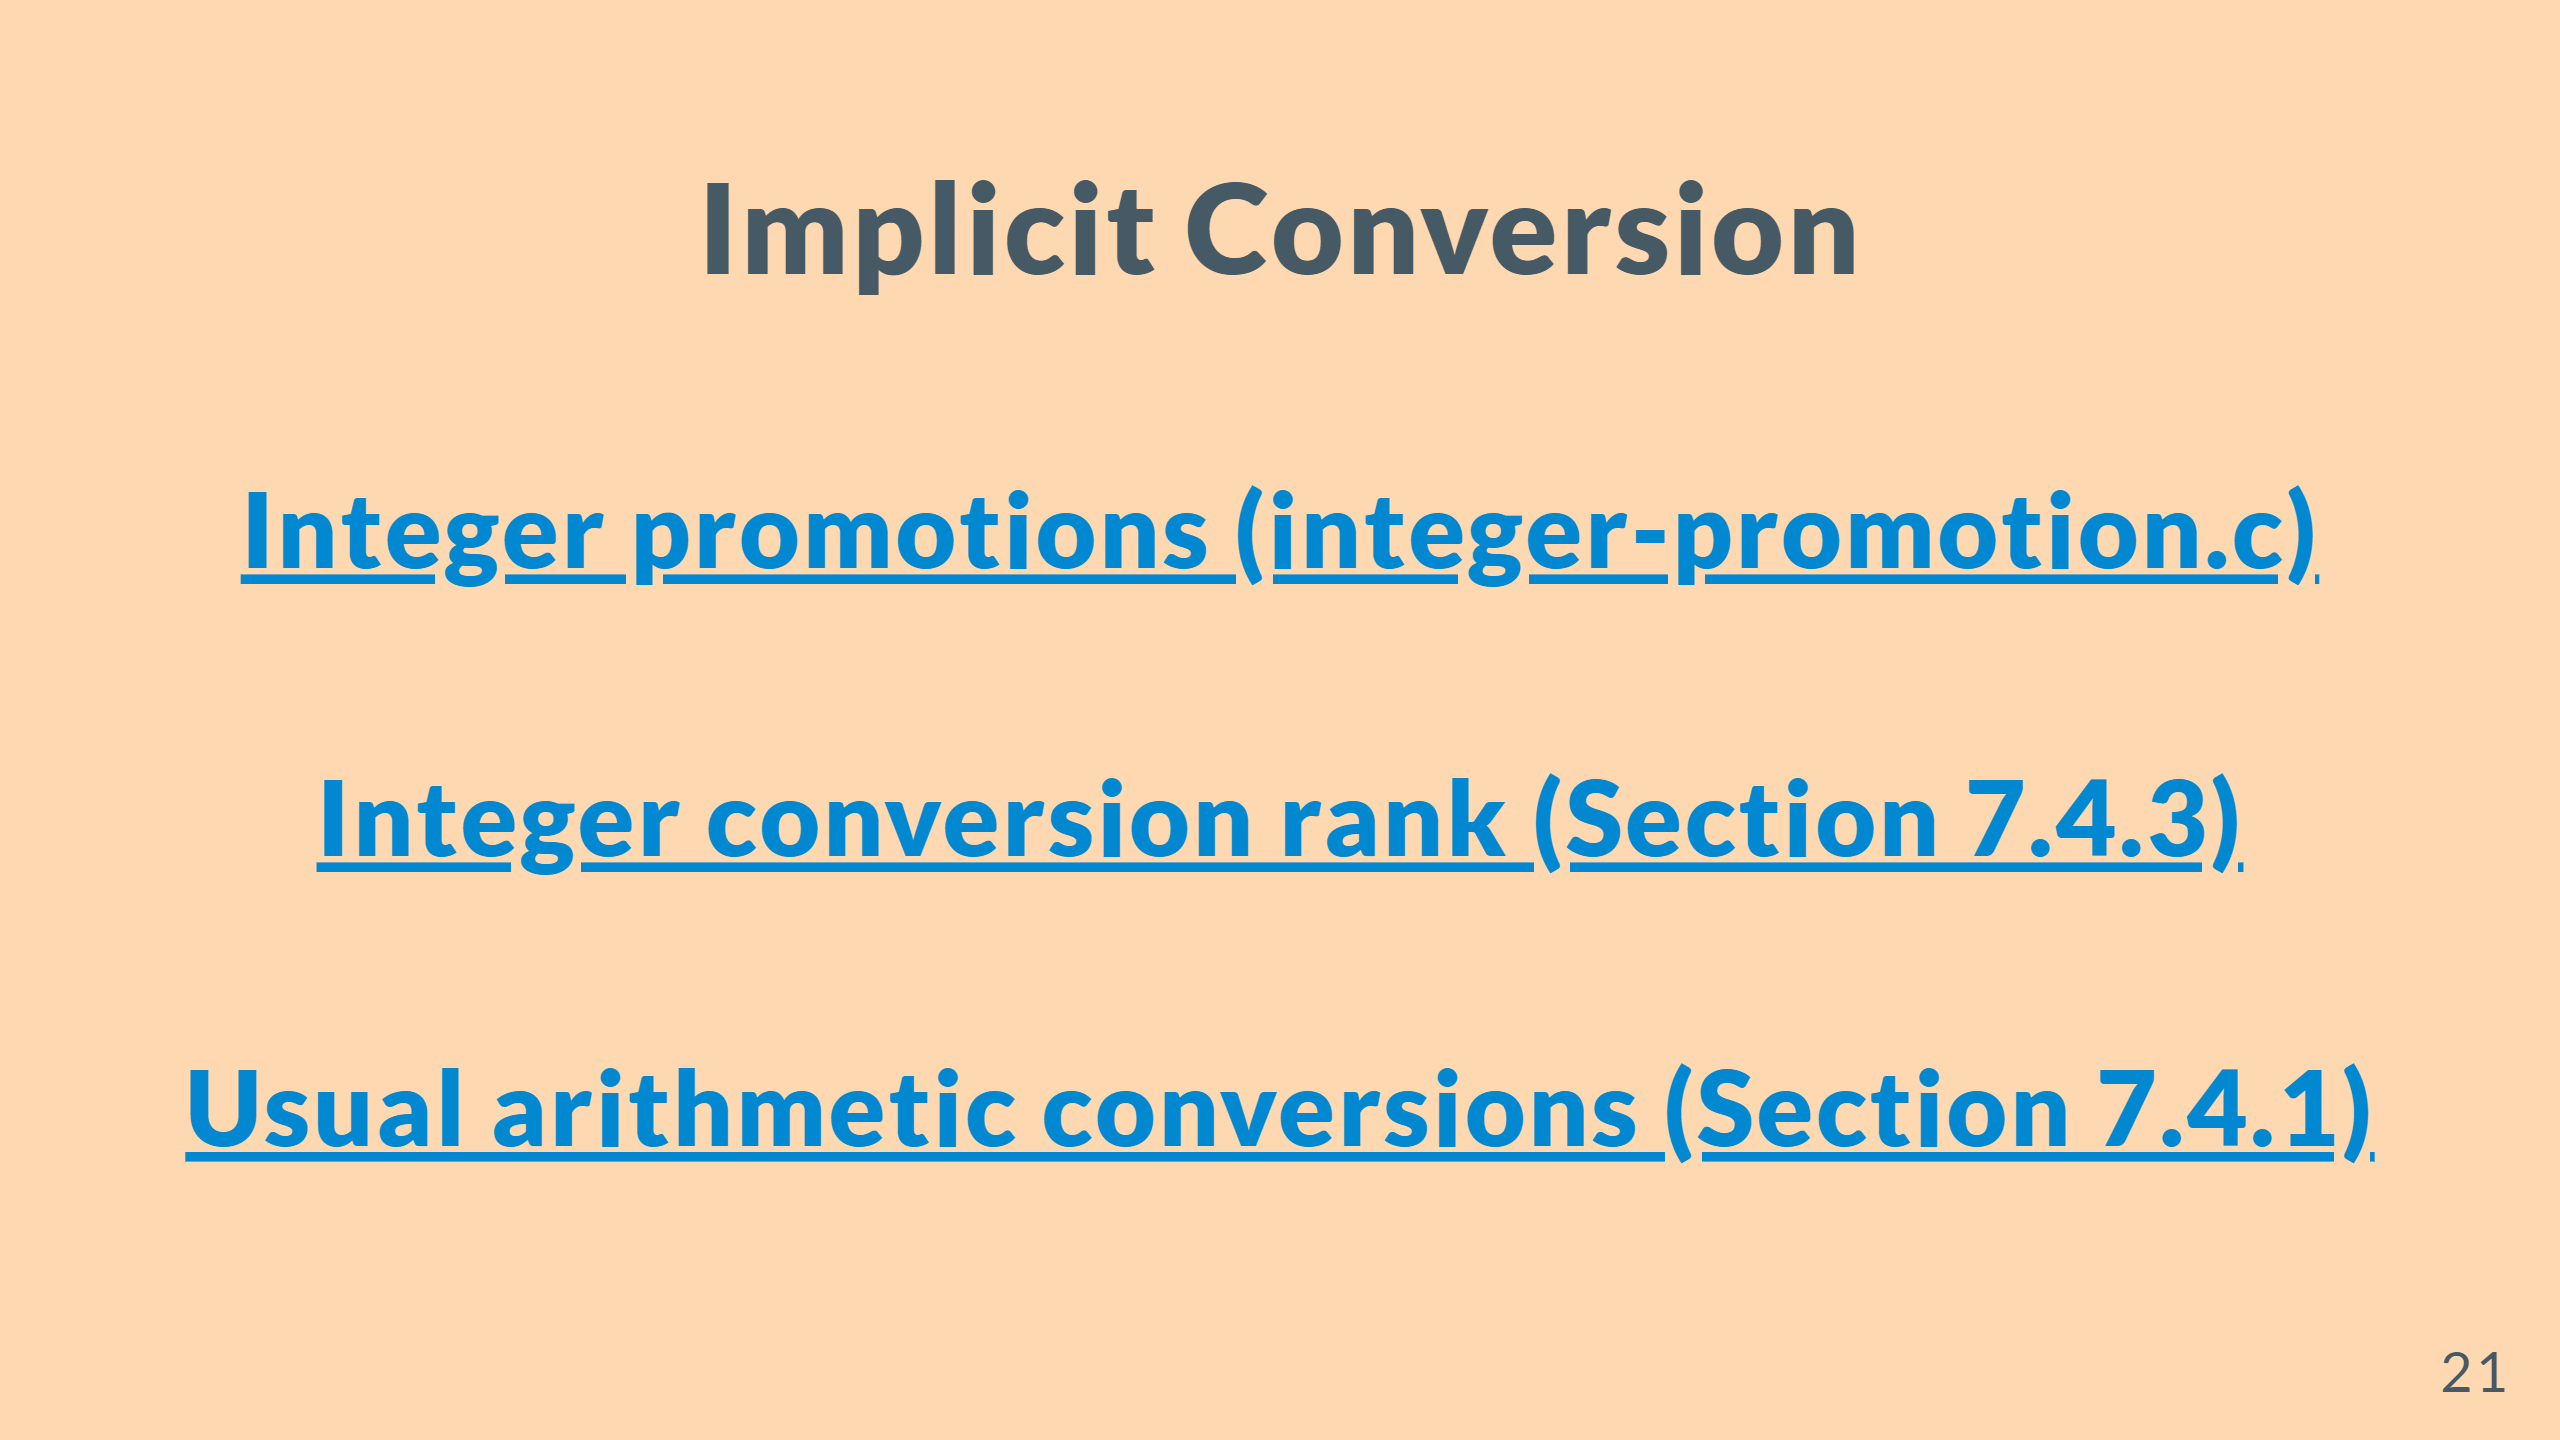 Implicit Conversion
Integer promotions (integer-promotion.c)
Integer conversion rank (Section 7.4.3)
Usual arithmetic conversions (Section 7.4.1)
21